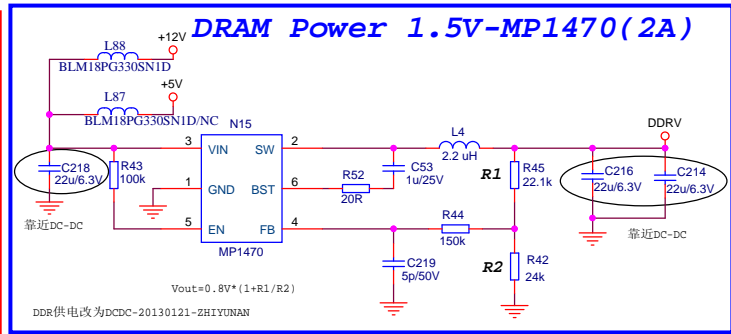 DRAM Power 1.5V-MP1470(2A)
+12V
L88
BLM18PG330SN1D
+5V
L87
BLM18PG330SN1D/NC
N15
DDRV
3 VIN SW 2
L4
2.2 uH
C218
22u/6.3V
R43
100k
C53
1u/25V
R1
R45
22.1k
C216
22u/6.3V
C214
22u/6.3V
1 GND BST 6
R52
20R
靠近DC-DC
靠近DC-DC
5 EN FB 4
R44
150k
MP1470
C219
5p/50V
R2
R42
24k
Vout=0.8V*(1+R1/R2)
DDR供电改为DCDC-20130121-ZHIYUNAN